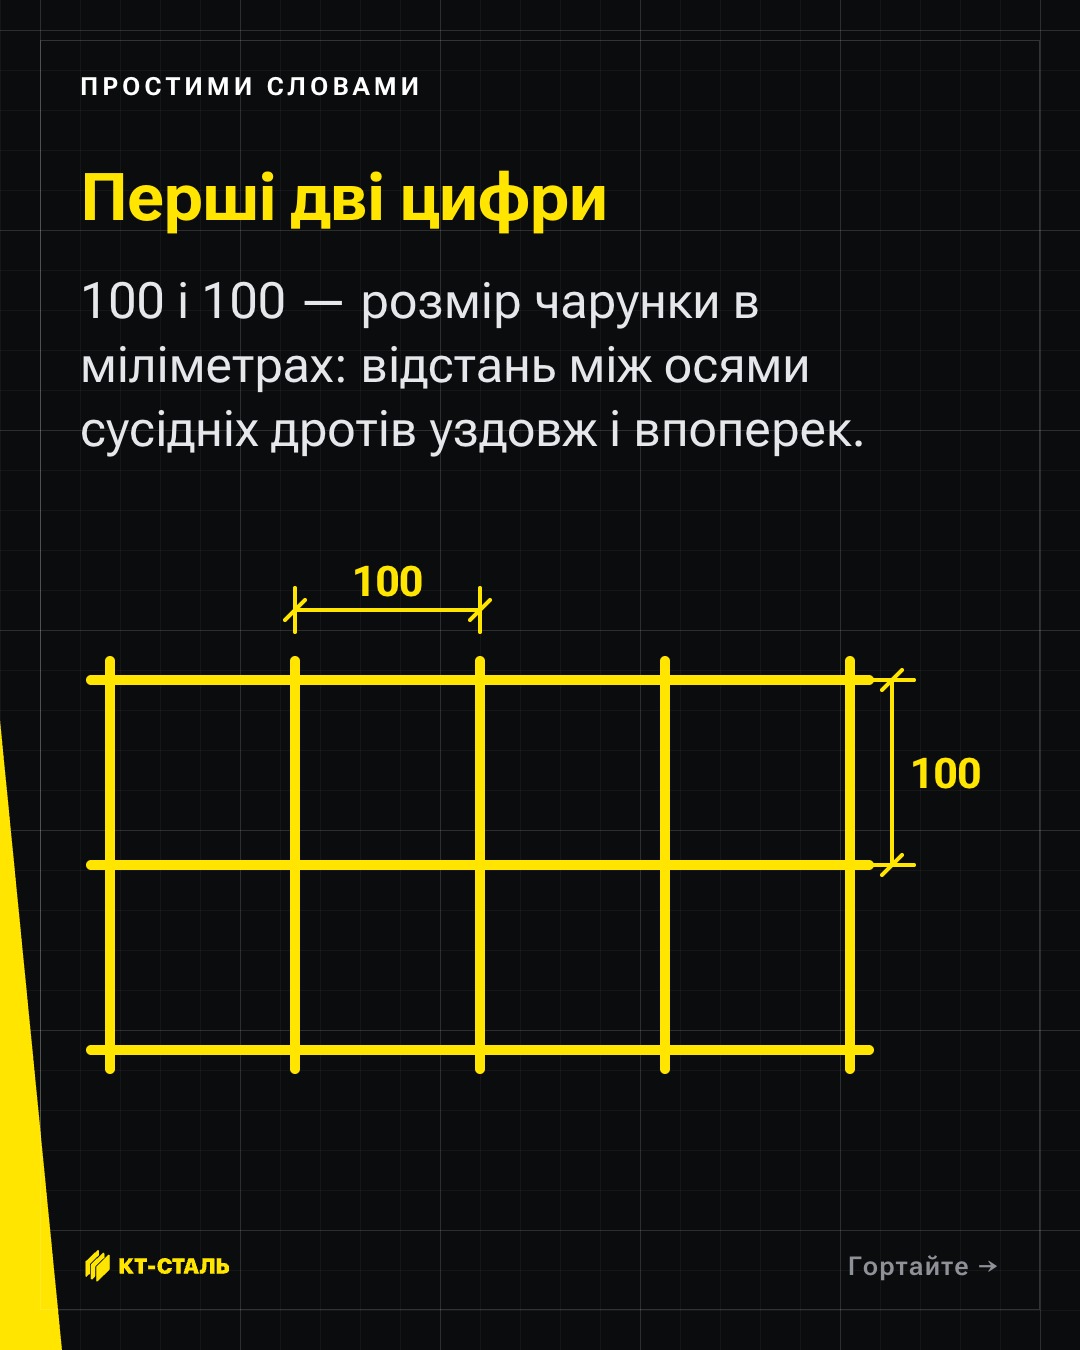 ПРОСТИМИ СЛОВАМИ
Перші дві цифри
100 і 100 — розмір чарунки в
міліметрах: відстань між осями
сусідніх дротів уздовж і впоперек.
100
100
КТ-СТАЛЬ
Гортайте →